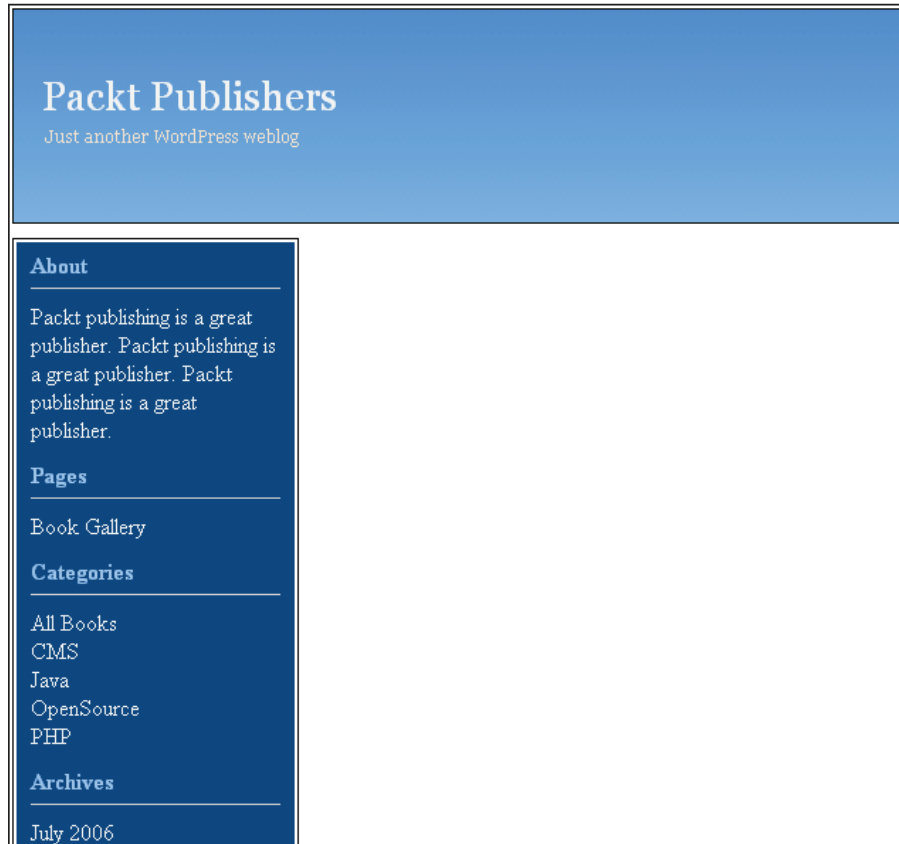 Packt Publishers
Just another WordPress weblog
About
Packt publishing is a great
publisher. Packt publishing is
a great publisher. Packt
publishing is a great
publisher.
Pages
Book Gallery
Categories
All Books
CMS
Java
OpenSource
PHP
Archives
July 2006